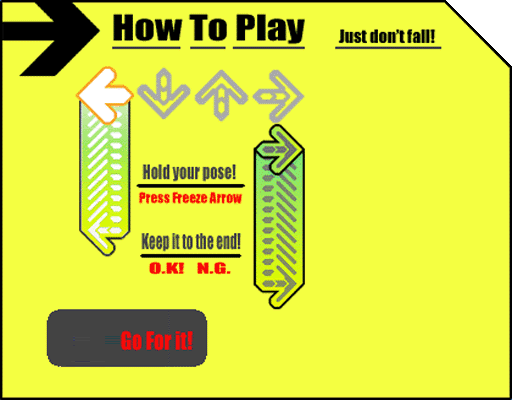 How To Play
Just don't fall!
Hold your pose!
Press Freeze Arrow
Keep it to the end!
O.K! N.G.
Go For it!